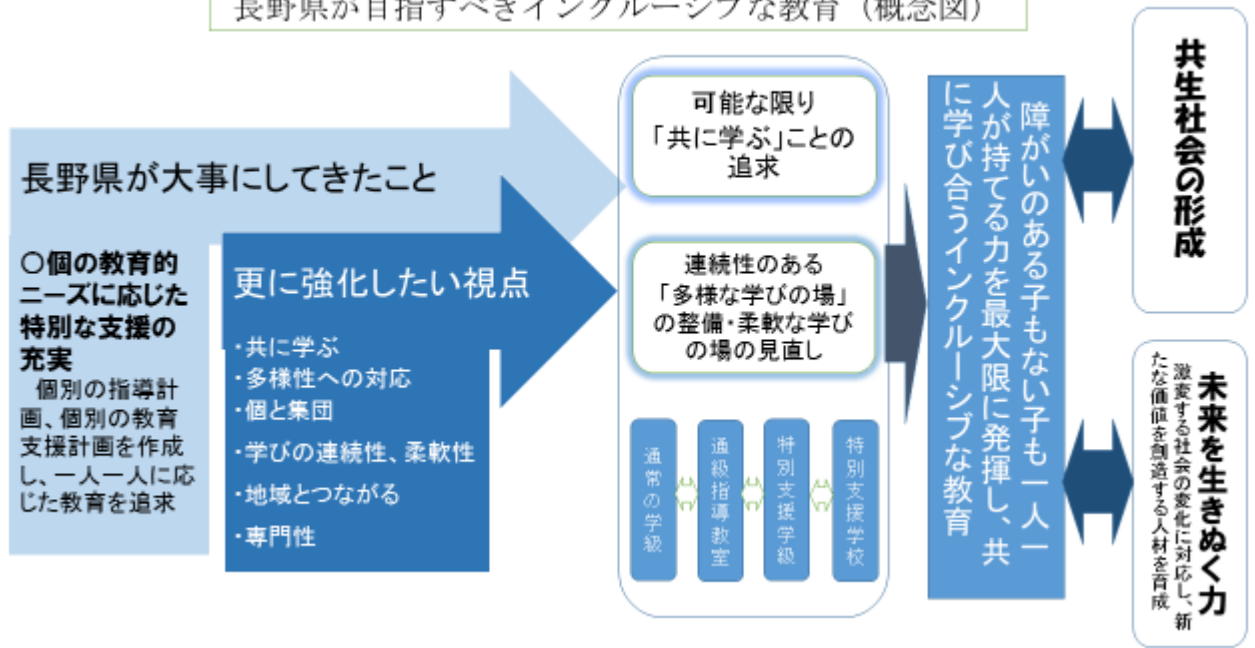 長野県が目指すべきインクルーシブな教育（概念図）
長野県が大事にしてきたこと
○個の教育的
ニーズに応じた
特別な支援の
充実
個別の指導計
画、個別の教育
支援計画を作成
し、一人一人に応
じた教育を追求
更に強化したい視点
・共に学ぶ
・多様性への対応
・個と集団
・学びの連続性、柔軟性
・地域とつながる
・専門性
可能な限り
「共に学ぶ」ことの
追求
連続性のある
「多様な学びの場」
の整備・柔軟な学び
の場の見直し
通常の学級
通級指導教室
特別支援学級
特別支援学校
障がいのある子もない子も一人一
人が持てる力を最大限に発揮し、共
に学び合うインクルーシブな教育
共生社会の形成
未来を生きぬく力
激変する社会の変化に対応し、新
たな価値を創造する人材を育成